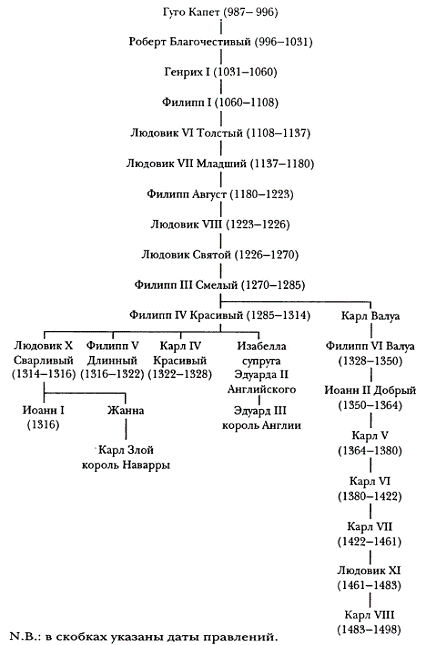 Гуго Капет (987– 996)
Роберт Благочестивый (996–1031)
Генрих I (1031–1060)
Филипп I (1060–1108)
Людовик VI Толстый (1108–1137)
Людовик VII Младший (1137–1180)
Филипп Август (1180–1223)
Людовик VIII (1223–1226)
Людовик Святой (1226–1270)
Филипп III Смелый (1270–1285)
Филипп IV Красивый (1285–1314)
Карл Валуа
Людовик X
Сварливый
(1314–1316)
Филипп V
Длинный
(1316–1322)
Карл IV
Красивый
(1322–1328)
Изабелла
супруга
Эдуарда II
Английского
Филипп VI Валуа
(1328–1350)
Иоанн II Добрый
(1350–1364)
Иоанн I
(1316)
Жанна
Эдуард III
король Англии
Карл Злой
король Наварры
Карл V
(1364–1380)
Карл VI
(1380–1422)
Карл VII
(1422–1461)
Людовик XI
(1461–1483)
Карл VIII
(1483–1498)
N.B.: в скобках указаны даты правлений.